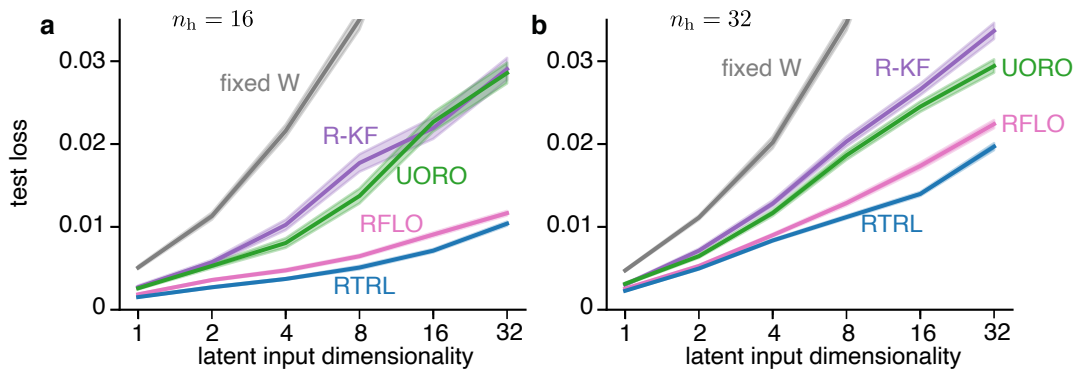 a
n_h = 16
test loss
0.03
0.02
0.01
0
fixed W
R-KF
UORO
RFLO
RTRL
1 2 4 8 16 32
latent input dimensionality
b
n_h = 32
0.03
0.02
0.01
0
fixed W
R-KF
UORO
RFLO
RTRL
1 2 4 8 16 32
latent input dimensionality